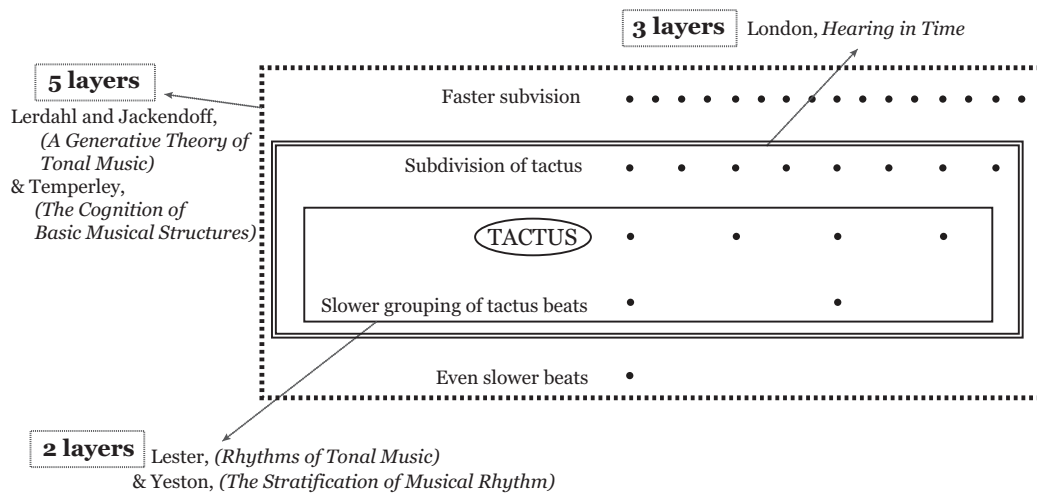 3 layers London, Hearing in Time
5 layers
Faster subvision
Lerdahl and Jackendoff,
(A Generative Theory of
Tonal Music)
& Temperley,
(The Cognition of
Basic Musical Structures)
Subdivision of tactus
TACTUS
Slower grouping of tactus beats
Even slower beats
2 layers Lester, (Rhythms of Tonal Music)
& Yeston, (The Stratification of Musical Rhythm)